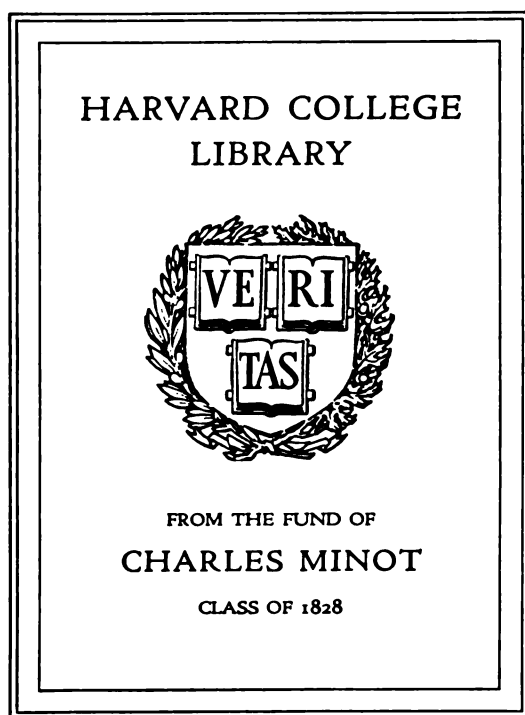 HARVARD COLLEGE
LIBRARY
VE RI
TAS
FROM THE FUND OF
CHARLES MINOT
CLASS OF 1828